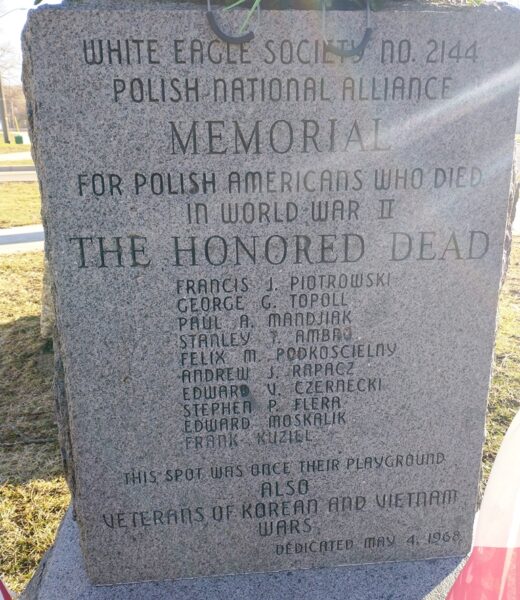 WHITE EAGLE SOCIETY NO. 2144
POLISH NATIONAL ALLIANCE
MEMORIAL
FOR POLISH AMERICANS WHO DIED
IN WORLD WAR II
THE HONORED DEAD
FRANCIS J. PIOTROWSKI
GEORGE G. TOPOLL
PAUL A. MANDJIAK
STANLEY T. AMBRO
FELIX M. PODKOSCIELNY
ANDREW J. RAPACZ
EDWARD V. CZERNECKI
STEPHEN P. FLERA
EDWARD MOSKALIK
FRANK KUZILL
THIS SPOT WAS ONCE THEIR PLAYGROUND
ALSO
VETERANS OF KOREAN AND VIETNAM
WARS
DEDICATED MAY 4, 1968